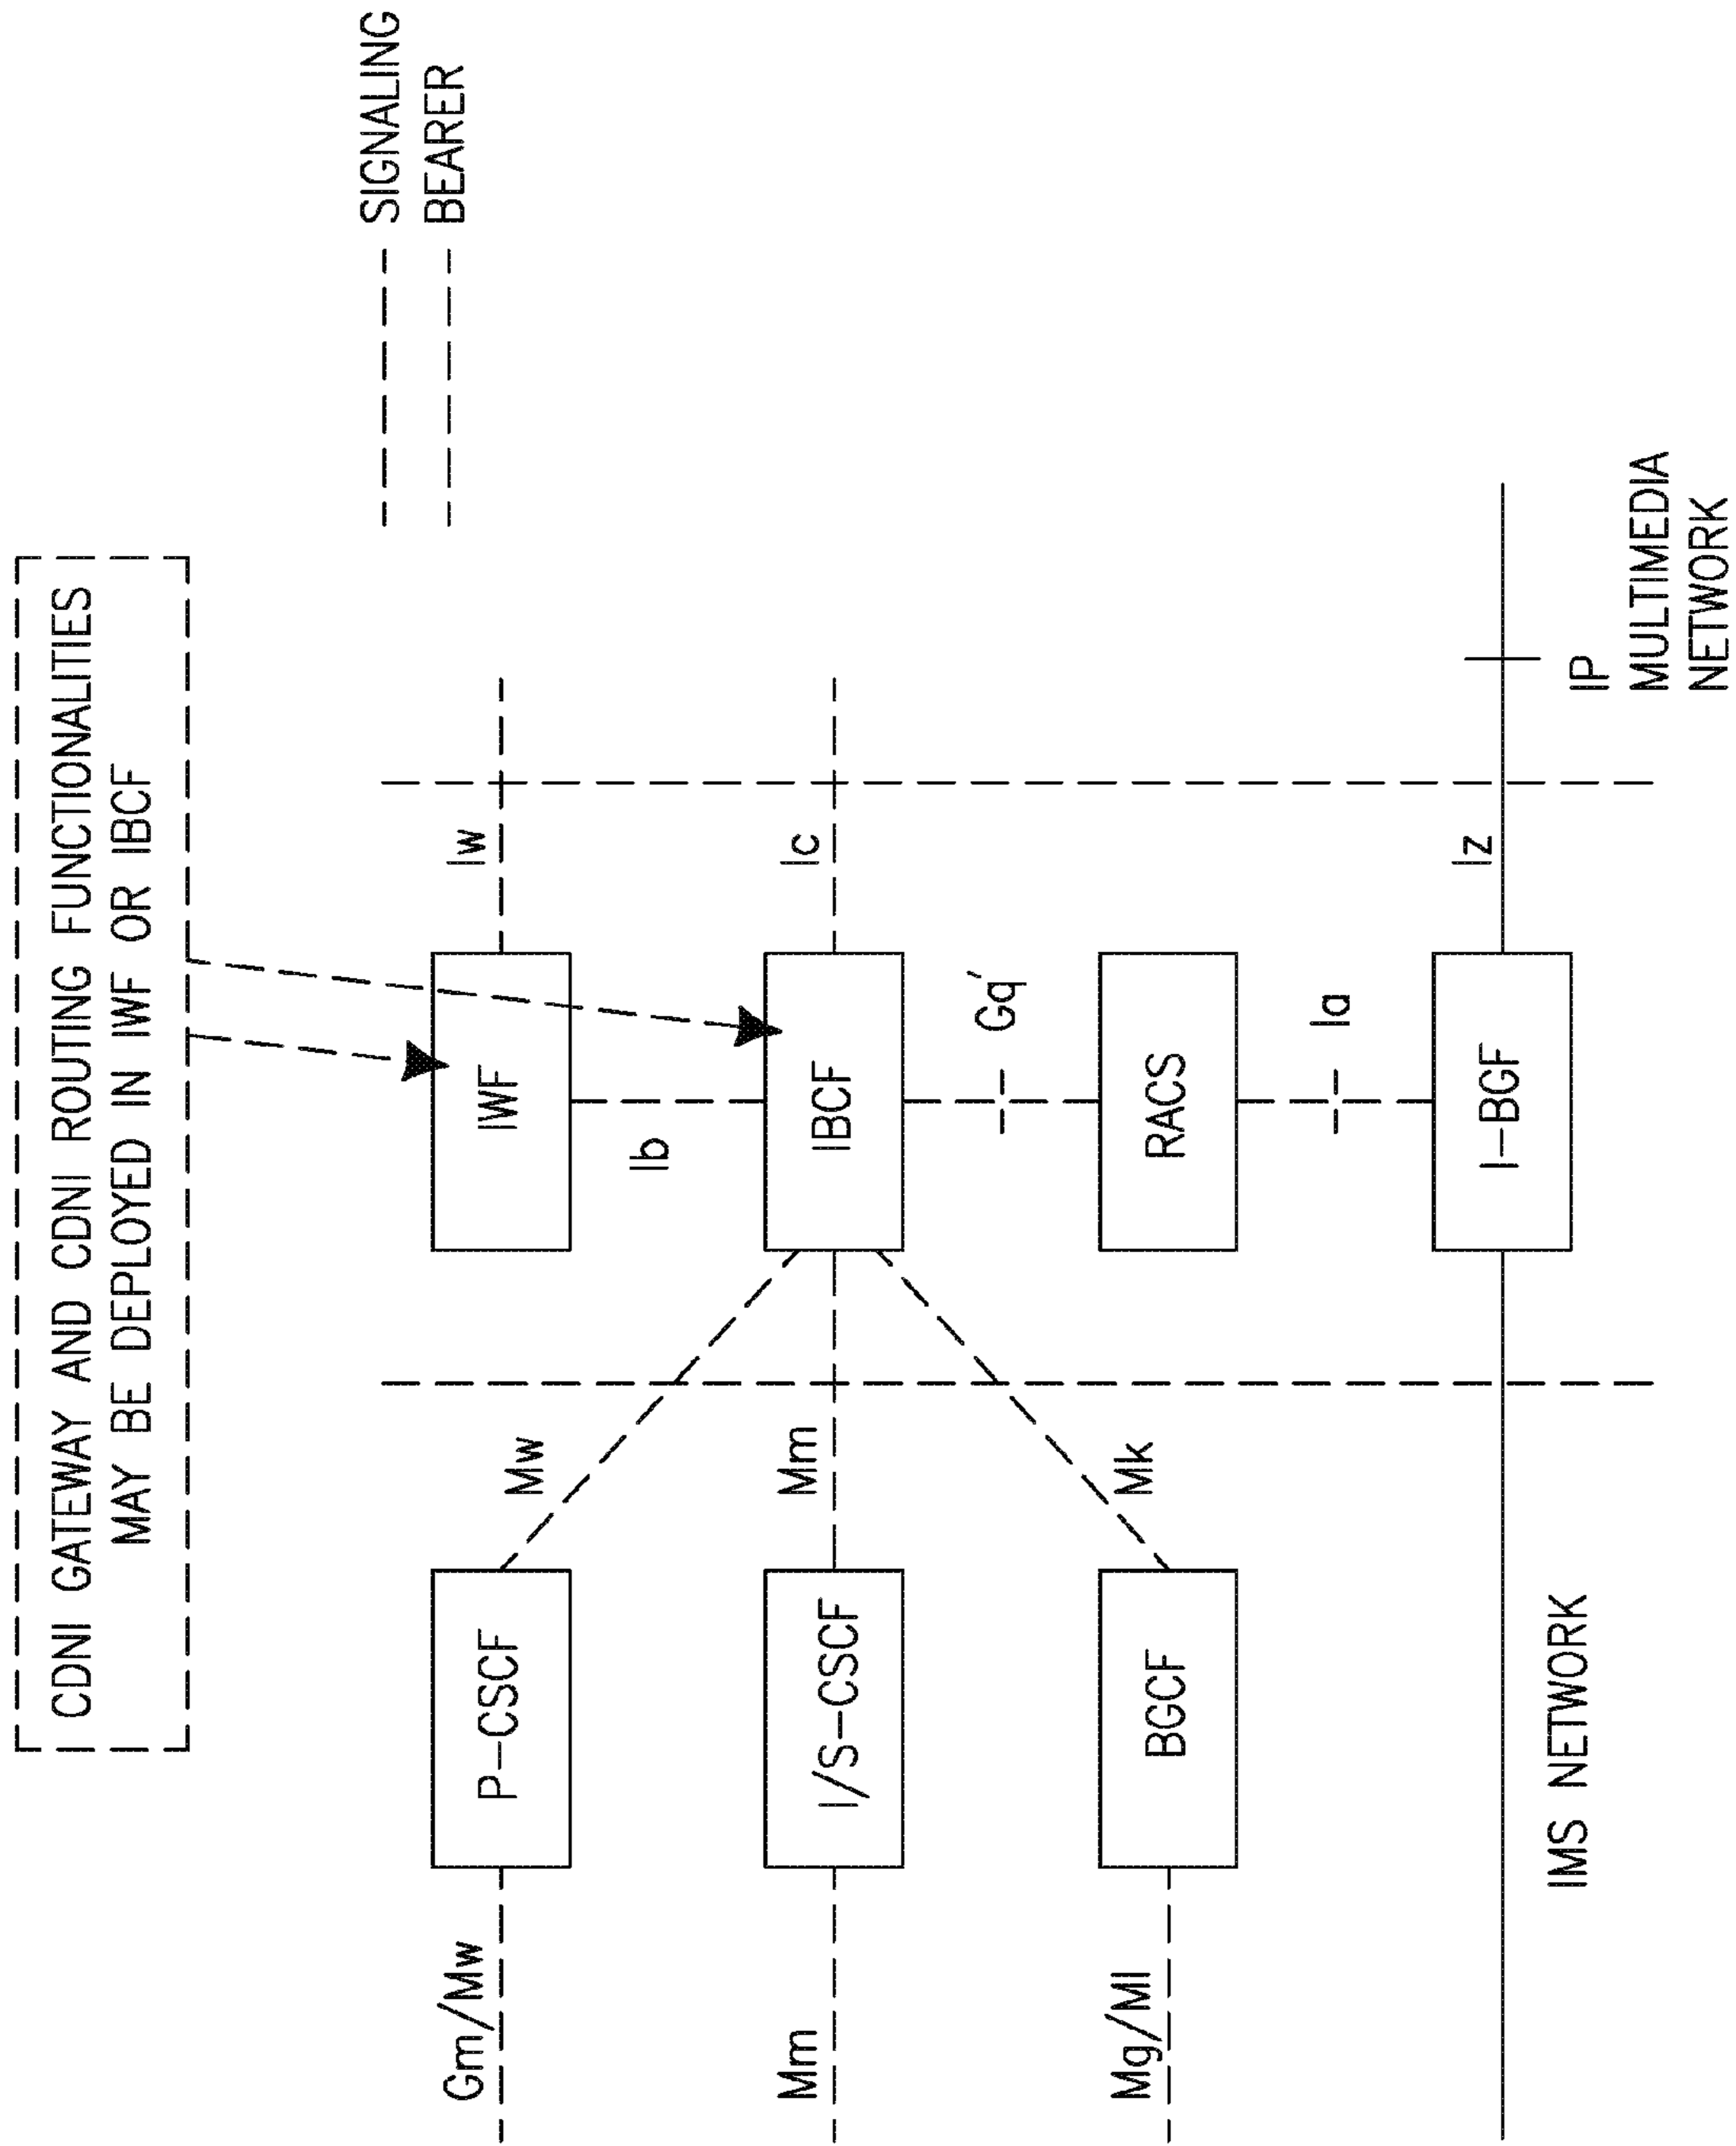 CDNI GATEWAY AND CDNI ROUTING FUNCTIONALITIES
MAY BE DEPLOYED IN IWF OR IBCF
SIGNALING
BEARER
Gm/Mw
P-CSCF
Mw
IWF
Iw
Ib
Mm
I/S-CSCF
Mm
IBCF
Ic
Gq'
Mg/Ml
BGCF
Mk
RACS
Ia
I-BGF
Iz
IMS NETWORK
IP
MULTIMEDIA
NETWORK